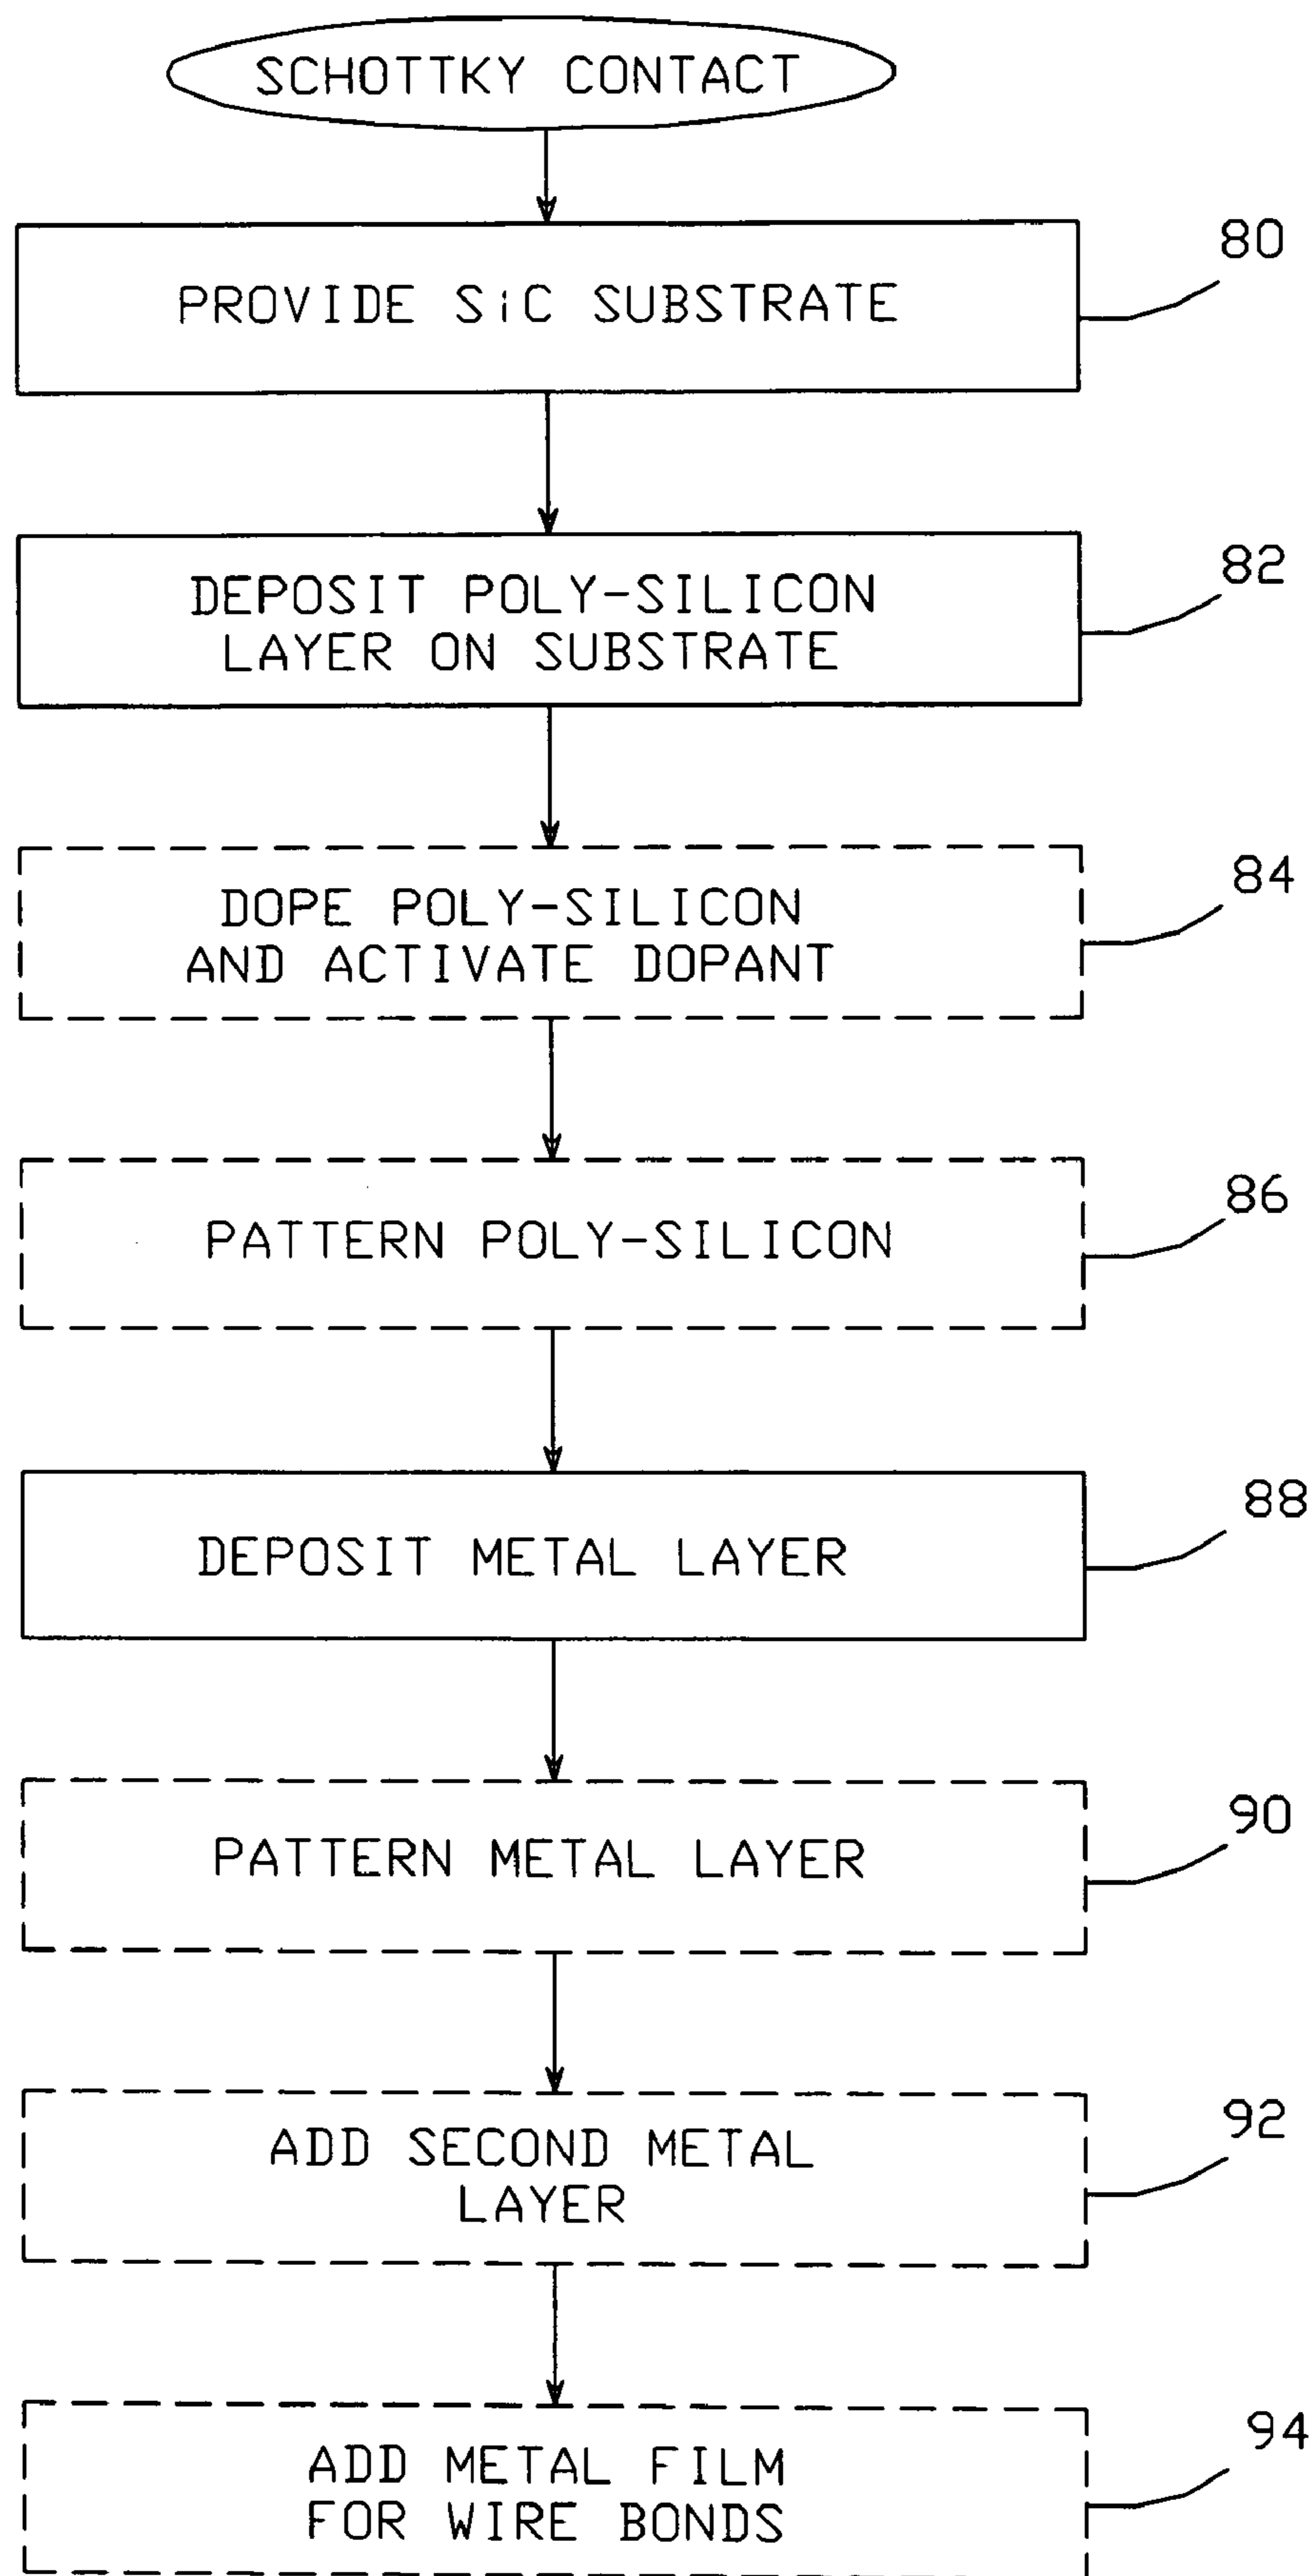 SCHOTTKY CONTACT
PROVIDE SiC SUBSTRATE
80
DEPOSIT POLY-SILICON
LAYER ON SUBSTRATE
82
DOPE POLY-SILICON
AND ACTIVATE DOPANT
84
PATTERN POLY-SILICON
86
DEPOSIT METAL LAYER
88
PATTERN METAL LAYER
90
ADD SECOND METAL
LAYER
92
ADD METAL FILM
FOR WIRE BONDS
94